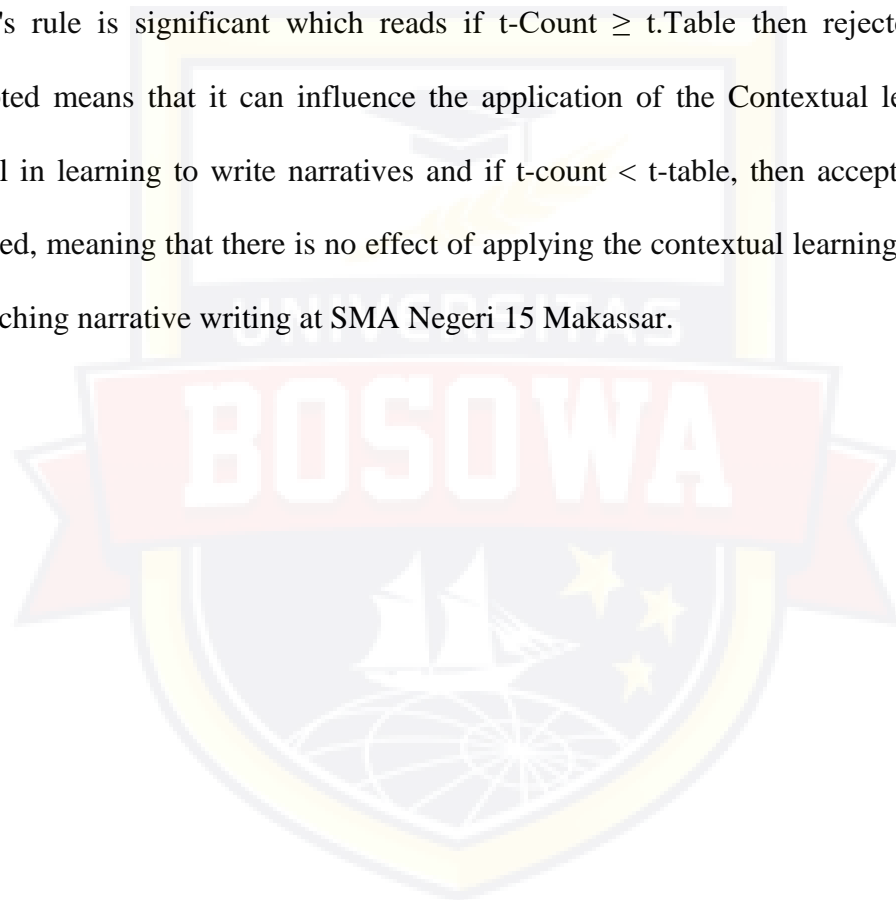 's rule is significant which reads if t-Count ≥ t.Table then reject
ted means that it can influence the application of the Contextual le
l in learning to write narratives and if t-count < t-table, then accept
ed, meaning that there is no effect of applying the contextual learning
ching narrative writing at SMA Negeri 15 Makassar.
UNIVERSITAS
BOSOWA